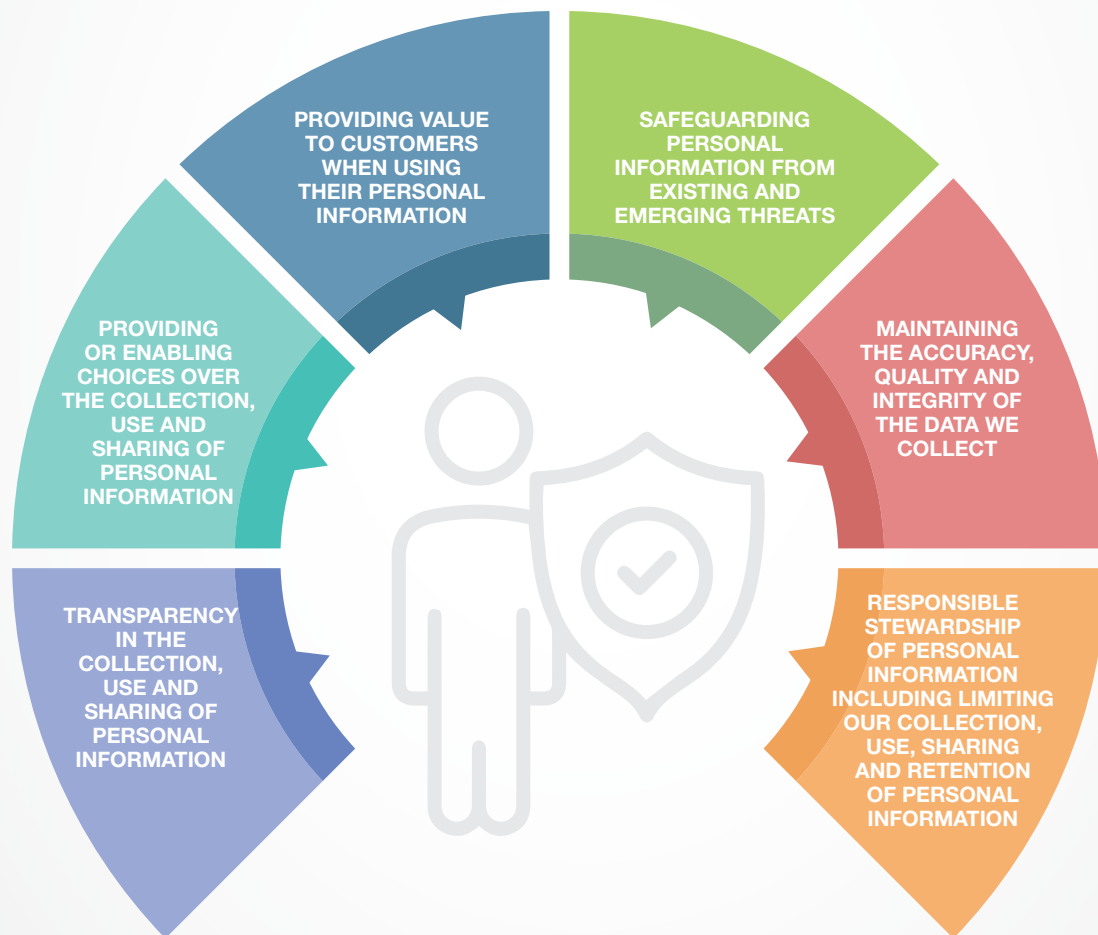 PROVIDING VALUE
TO CUSTOMERS
WHEN USING
THEIR PERSONAL
INFORMATION
SAFEGUARDING
PERSONAL
INFORMATION FROM
EXISTING AND
EMERGING THREATS
PROVIDING
OR ENABLING
CHOICES OVER
THE COLLECTION,
USE AND
SHARING OF
PERSONAL
INFORMATION
MAINTAINING
THE ACCURACY,
QUALITY AND
INTEGRITY OF
THE DATA WE
COLLECT
TRANSPARENCY
IN THE
COLLECTION,
USE AND
SHARING OF
PERSONAL
INFORMATION
RESPONSIBLE
STEWARDSHIP
OF PERSONAL
INFORMATION
INCLUDING LIMITING
OUR COLLECTION,
USE, SHARING
AND RETENTION
OF PERSONAL
INFORMATION